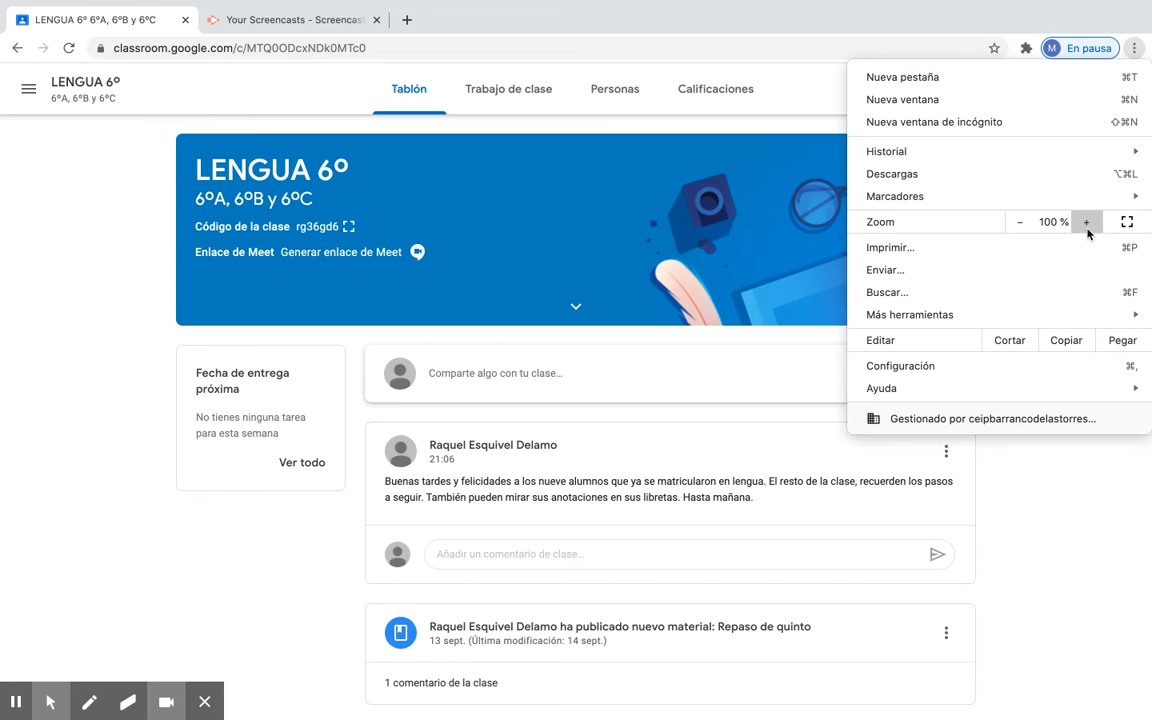 LENGUA 6º 6ºA, 6ºB y 6ºC
Your Screencasts - Screencast
classroom.google.com/c/MTQ0ODcxNDk0MTc0
M En pausa
LENGUA 6º
6ºA, 6ºB y 6ºC
Tablón
Trabajo de clase
Personas
Calificaciones
LENGUA 6º
6ºA, 6ºB y 6ºC
Código de la clase rg36gd6
Enlace de Meet Generar enlace de Meet
Fecha de entrega
próxima
No tienes ninguna tarea
para esta semana
Ver todo
Comparte algo con tu clase...
Raquel Esquivel Delamo
21:06
Buenas tardes y felicidades a los nueve alumnos que ya se matricularon en lengua. El resto de la clase, recuerden los pasos
a seguir. También pueden mirar sus anotaciones en sus libretas. Hasta mañana.
Añadir un comentario de clase...
Raquel Esquivel Delamo ha publicado nuevo material: Repaso de quinto
13 sept. (Última modificación: 14 sept.)
1 comentario de la clase
Nueva pestaña ⌘T
Nueva ventana ⌘N
Nueva ventana de incógnito ⇧⌘N
Historial
Descargas ⌥⌘L
Marcadores
Zoom − 100 % +
Imprimir... ⌘P
Enviar...
Buscar... ⌘F
Más herramientas
Editar Cortar Copiar Pegar
Configuración ⌘,
Ayuda
Gestionado por ceipbarrancodelastorres...